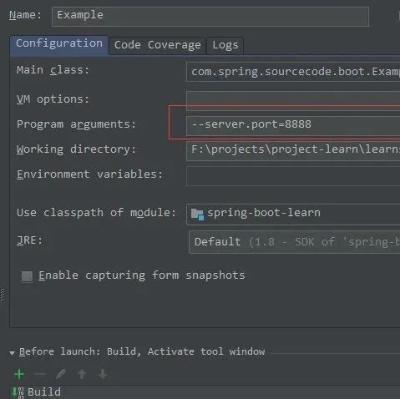 Name: Example
Configuration Code Coverage Logs
Main class: com.spring.sourcecode.boot.Exam
VM options:
Program arguments: --server.port=8888
Working directory: F:\projects\project-learn\learn
Environment variables:
Use classpath of module: spring-boot-learn
JRE: Default (1.8 - SDK of 'spring-b
Enable capturing form snapshots
Before launch: Build, Activate tool window
Build